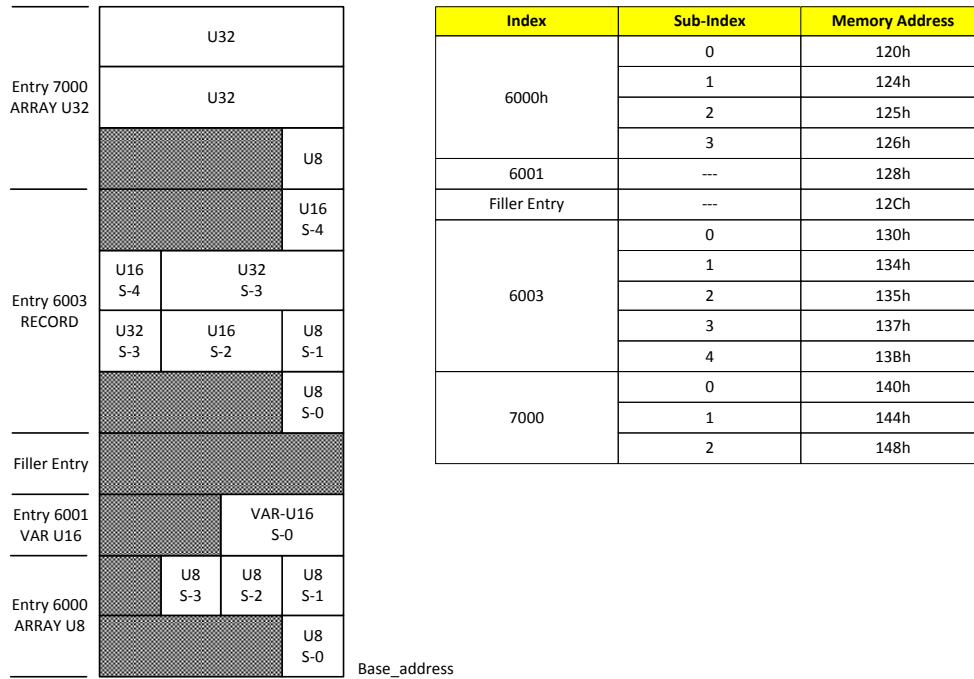 U32
Entry 7000
ARRAY U32
U32
U8
Entry 6003
RECORD
U16
S-4
U16
S-4
U32
S-3
U32
S-3
U16
S-2
U8
S-1
U8
S-0
Filler Entry
Entry 6001
VAR U16
VAR-U16
S-0
Entry 6000
ARRAY U8
U8
S-3
U8
S-2
U8
S-1
U8
S-0
Base_address
Index Sub-Index Memory Address
6000h 0 120h
1 124h
2 125h
3 126h
6001 --- 128h
Filler Entry --- 12Ch
6003 0 130h
1 134h
2 135h
3 137h
4 13Bh
7000 0 140h
1 144h
2 148h